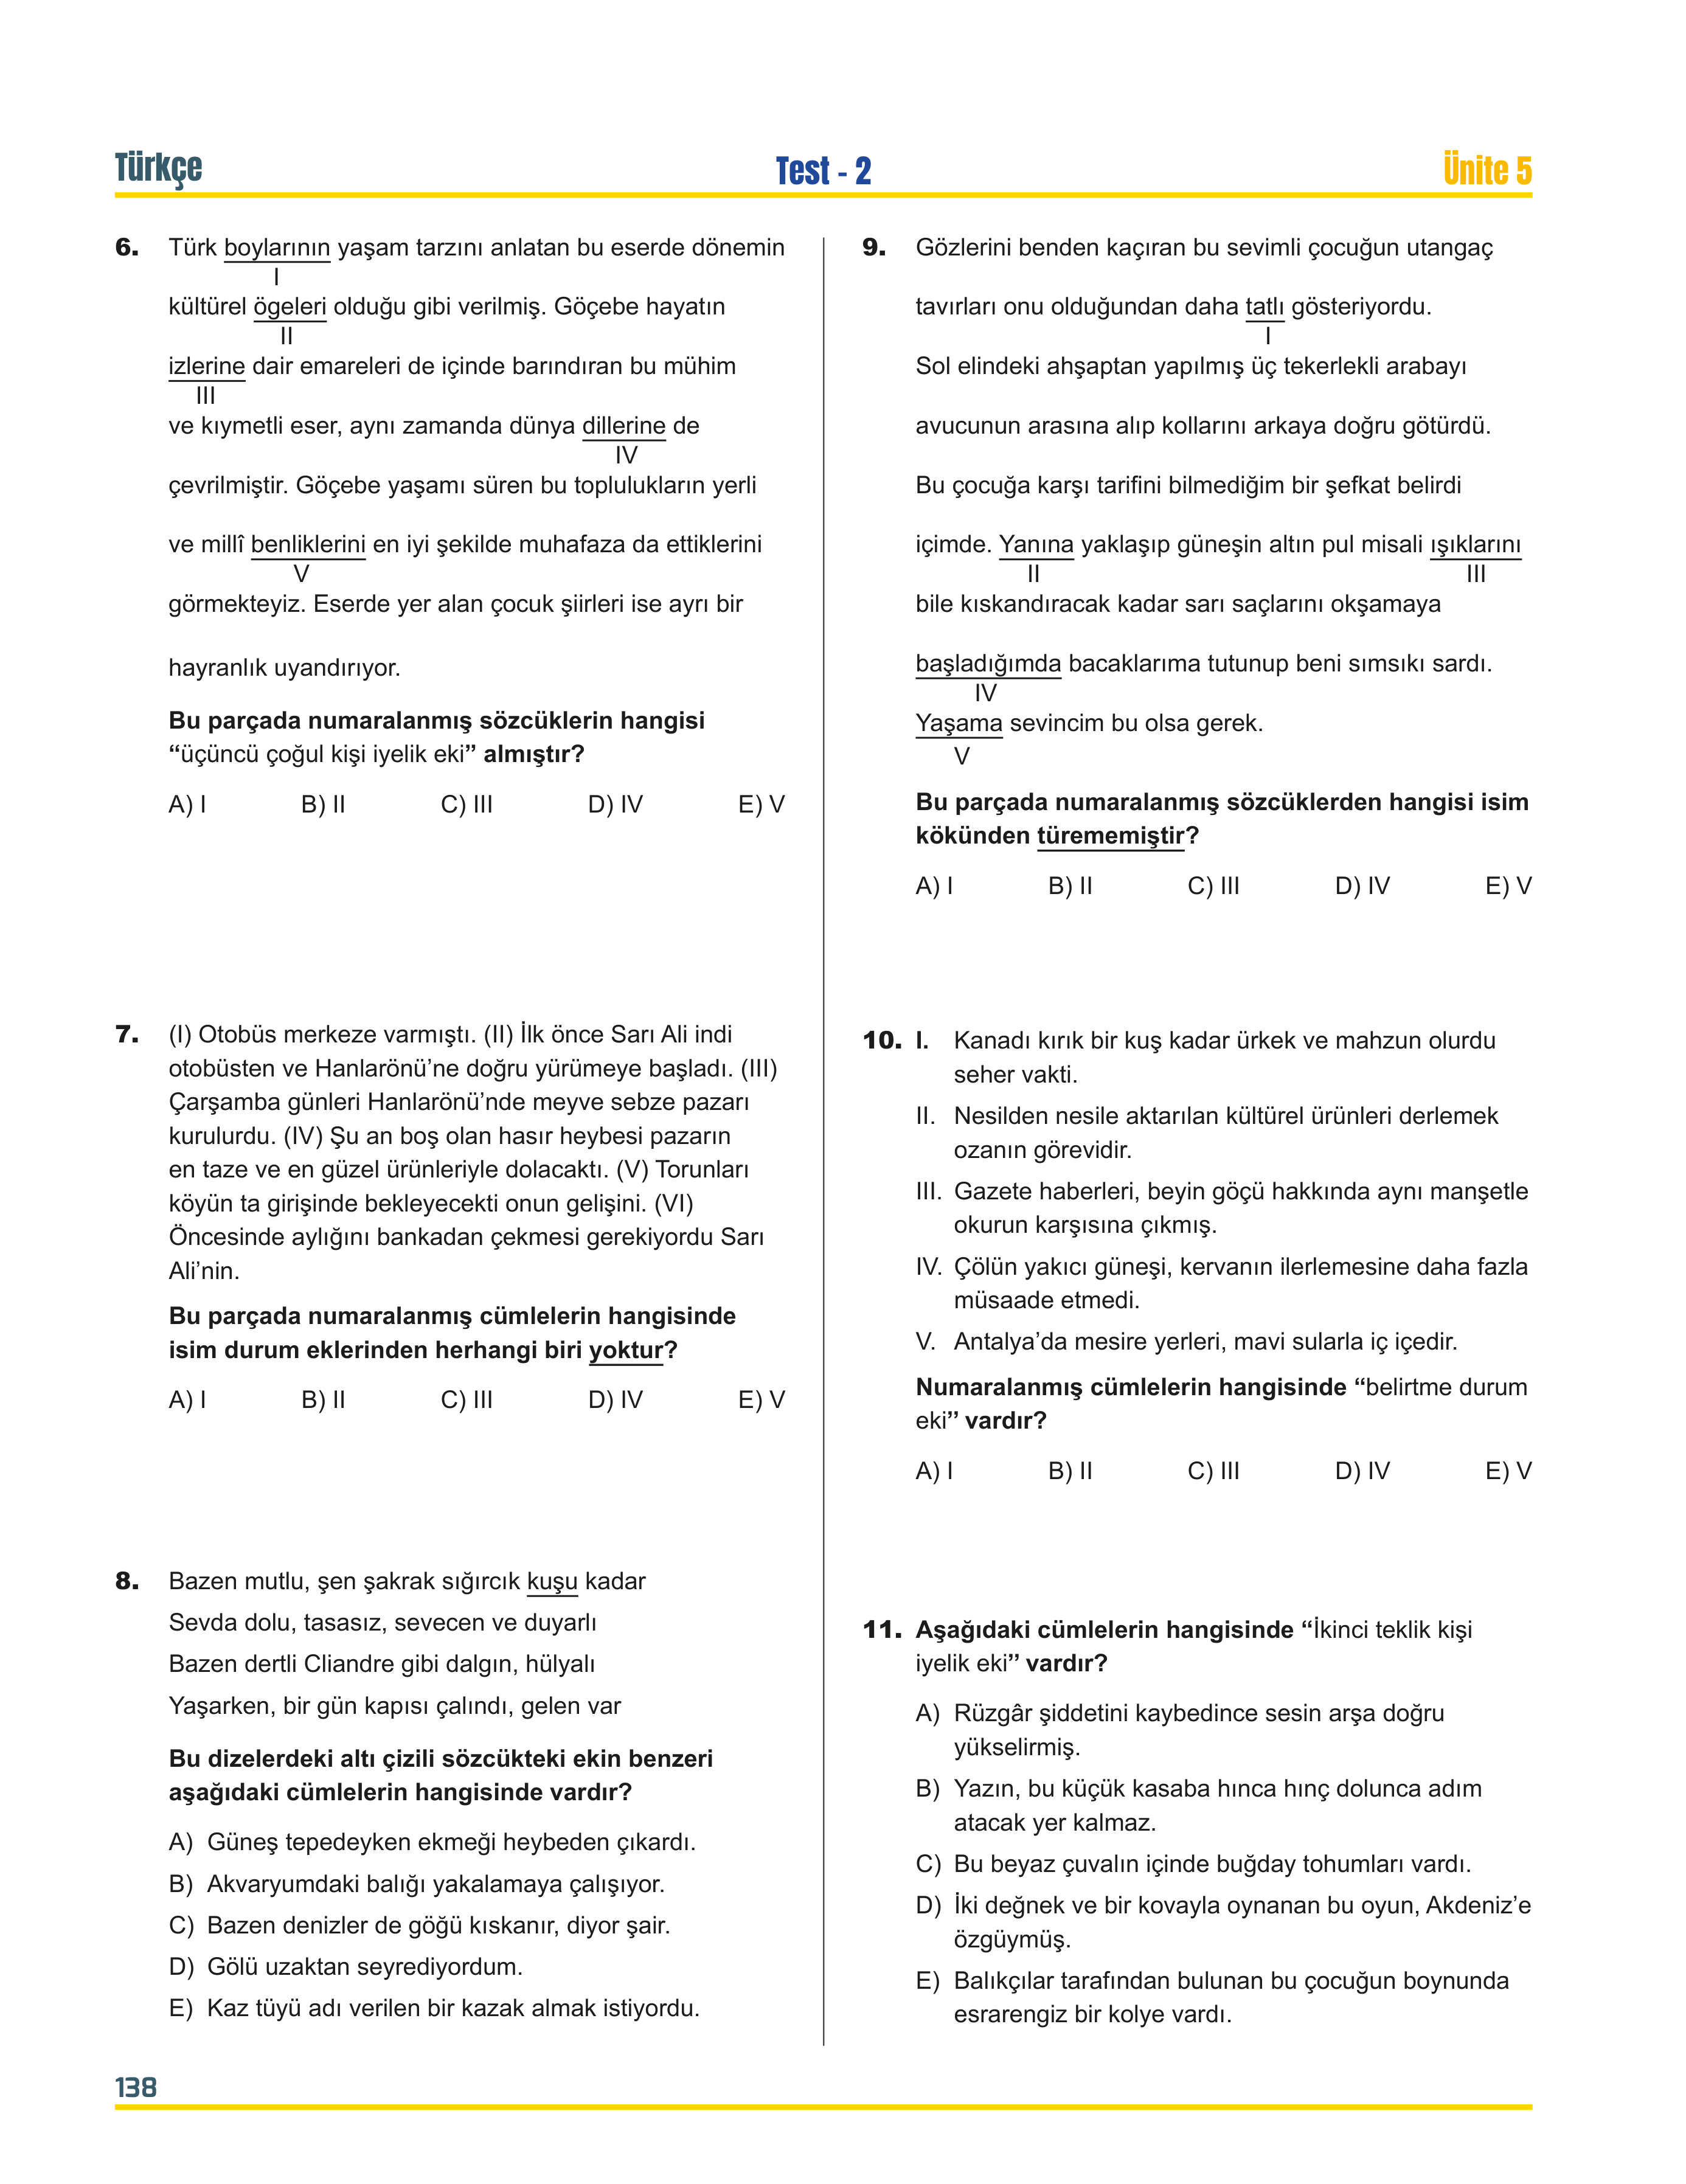 Türkçe
Test - 2
Ünite 5
6. Türk boylarının yaşam tarzını anlatan bu eserde dönemin
I
kültürel ögeleri olduğu gibi verilmiş. Göçebe hayatın
II
izlerine dair emareleri de içinde barındıran bu mühim
III
ve kıymetli eser, aynı zamanda dünya dillerine de
IV
çevrilmiştir. Göçebe yaşamı süren bu toplulukların yerli
ve millî benliklerini en iyi şekilde muhafaza da ettiklerini
V
görmekteyiz. Eserde yer alan çocuk şiirleri ise ayrı bir
hayranlık uyandırıyor.
Bu parçada numaralanmış sözcüklerin hangisi
“üçüncü çoğul kişi iyelik eki” almıştır?
A) I B) II C) III D) IV E) V
7. (I) Otobüs merkeze varmıştı. (II) İlk önce Sarı Ali indi
otobüsten ve Hanlarönü’ne doğru yürümeye başladı. (III)
Çarşamba günleri Hanlarönü’nde meyve sebze pazarı
kurulurdu. (IV) Şu an boş olan hasır heybesi pazarın
en taze ve en güzel ürünleriyle dolacaktı. (V) Torunları
köyün ta girişinde bekleyecekti onun gelişini. (VI)
Öncesinde aylığını bankadan çekmesi gerekiyordu Sarı
Ali’nin.
Bu parçada numaralanmış cümlelerin hangisinde
isim durum eklerinden herhangi biri yoktur?
A) I B) II C) III D) IV E) V
8. Bazen mutlu, şen şakrak sığırcık kuşu kadar
Sevda dolu, tasasız, sevecen ve duyarlı
Bazen dertli Cliandre gibi dalgın, hülyalı
Yaşarken, bir gün kapısı çalındı, gelen var
Bu dizelerdeki altı çizili sözcükteki ekin benzeri
aşağıdaki cümlelerin hangisinde vardır?
A) Güneş tepedeyken ekmeği heybeden çıkardı.
B) Akvaryumdaki balığı yakalamaya çalışıyor.
C) Bazen denizler de göğü kıskanır, diyor şair.
D) Gölü uzaktan seyrediyordum.
E) Kaz tüyü adı verilen bir kazak almak istiyordu.
9. Gözlerini benden kaçıran bu sevimli çocuğun utangaç
tavırları onu olduğundan daha tatlı gösteriyordu.
I
Sol elindeki ahşaptan yapılmış üç tekerlekli arabayı
avucunun arasına alıp kollarını arkaya doğru götürdü.
Bu çocuğa karşı tarifini bilmediğim bir şefkat belirdi
içimde. Yanına yaklaşıp güneşin altın pul misali ışıklarını
II III
bile kıskandıracak kadar sarı saçlarını okşamaya
başladığımda bacaklarıma tutunup beni sımsıkı sardı.
IV
Yaşama sevincim bu olsa gerek.
V
Bu parçada numaralanmış sözcüklerden hangisi isim
kökünden türememiştir?
A) I B) II C) III D) IV E) V
10. I. Kanadı kırık bir kuş kadar ürkek ve mahzun olurdu
seher vakti.
II. Nesilden nesile aktarılan kültürel ürünleri derlemek
ozanın görevidir.
III. Gazete haberleri, beyin göçü hakkında aynı manşetle
okurun karşısına çıkmış.
IV. Çölün yakıcı güneşi, kervanın ilerlemesine daha fazla
müsaade etmedi.
V. Antalya’da mesire yerleri, mavi sularla iç içedir.
Numaralanmış cümlelerin hangisinde “belirtme durum
eki” vardır?
A) I B) II C) III D) IV E) V
11. Aşağıdaki cümlelerin hangisinde “İkinci teklik kişi
iyelik eki” vardır?
A) Rüzgâr şiddetini kaybedince sesin arşa doğru
yükselirmiş.
B) Yazın, bu küçük kasaba hınca hınç dolunca adım
atacak yer kalmaz.
C) Bu beyaz çuvalın içinde buğday tohumları vardı.
D) İki değnek ve bir kovayla oynanan bu oyun, Akdeniz’e
özgüymüş.
E) Balıkçılar tarafından bulunan bu çocuğun boynunda
esrarengiz bir kolye vardı.
138